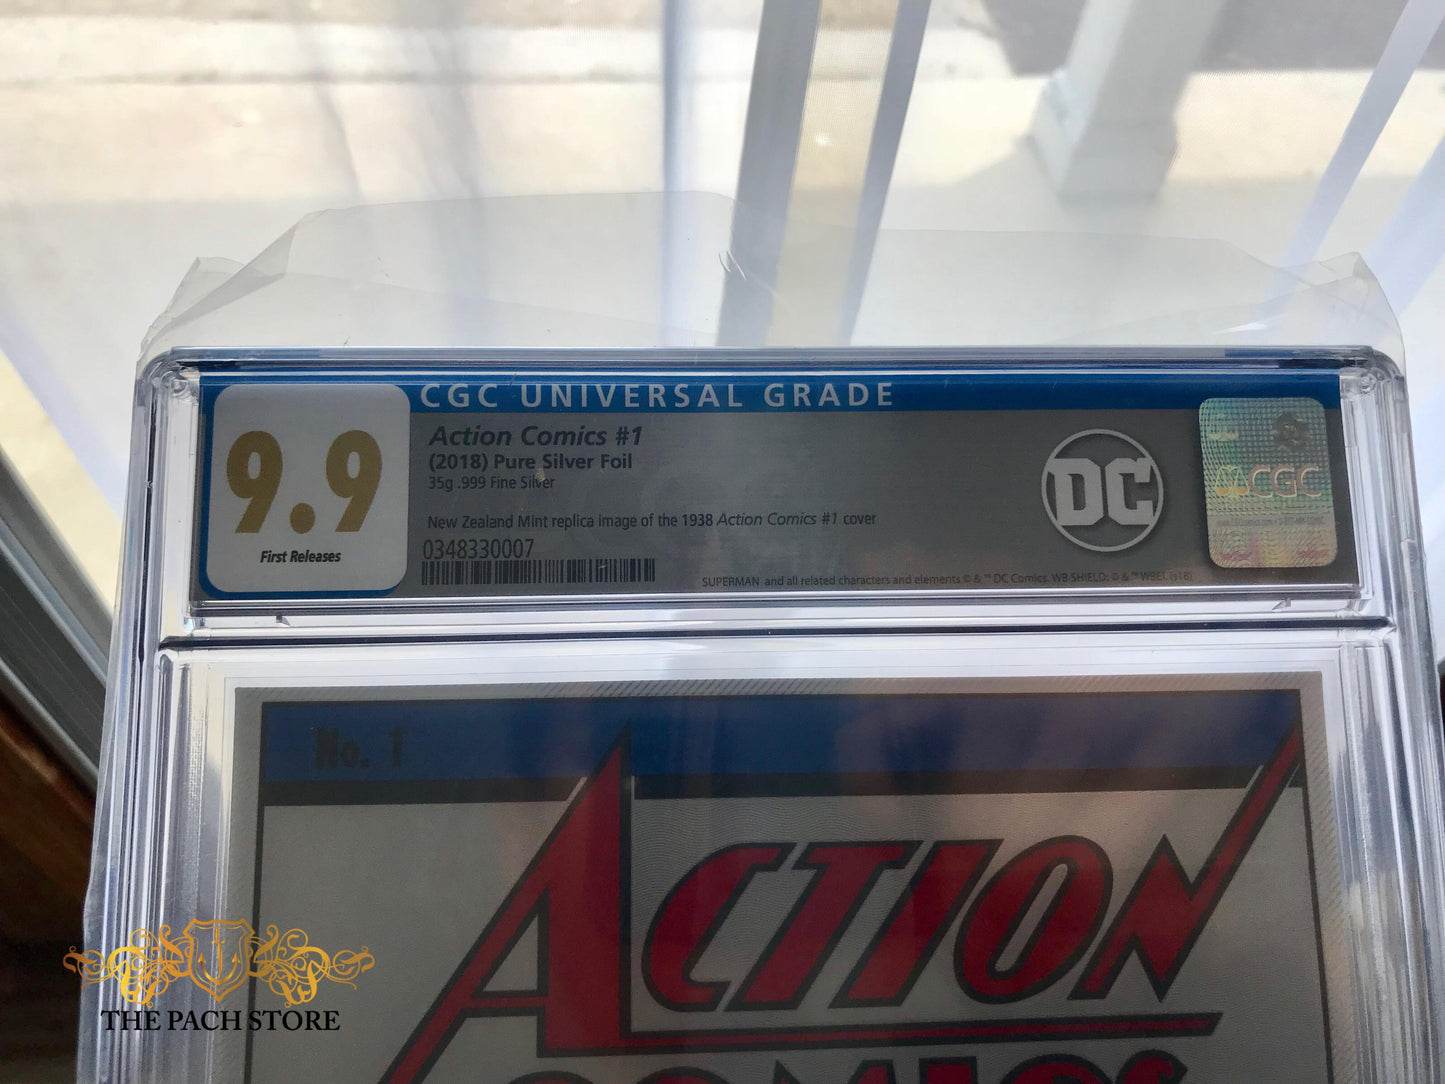 CGC UNIVERSAL GRADE
9.9
First Releases
Action Comics #1
(2018) Pure Silver Foil
35g .999 Fine Silver
New Zealand Mint replica image of the 1938 Action Comics #1 cover
0348330007
SUPERMAN and all related characters and elements © & ™ DC Comics. WB SHIELD: © & ™ WBEI. (s18)
DC
CGC
No. 1
ACTION
COMICS
THE PACH STORE